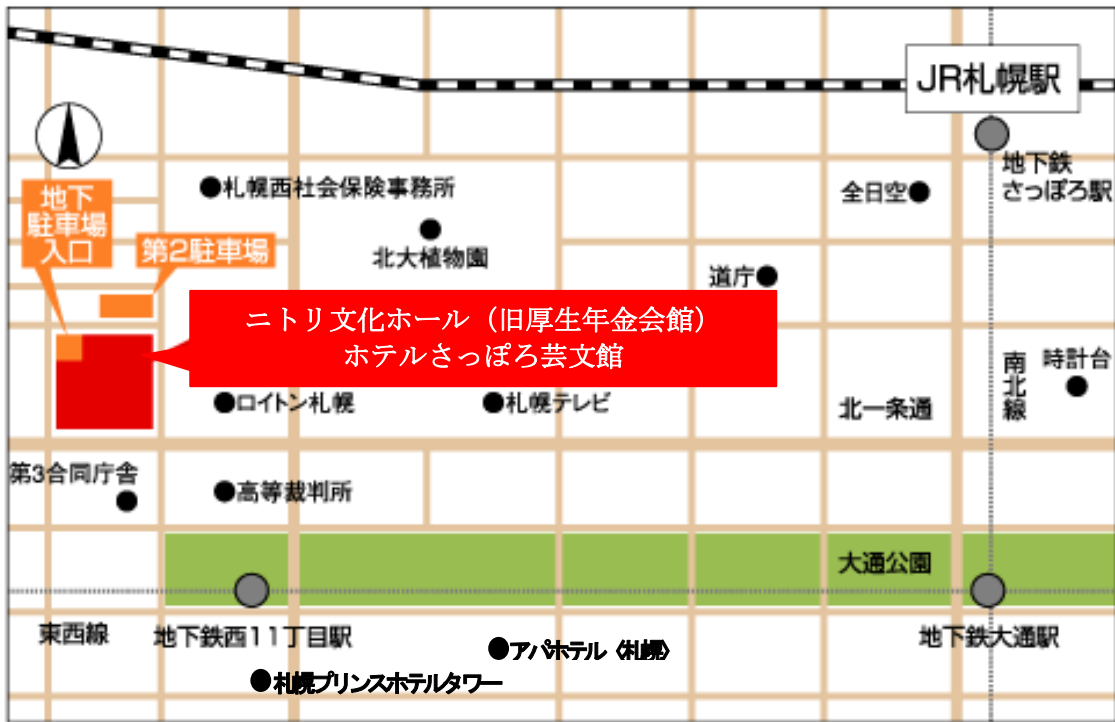 JR札幌駅
地下鉄
さっぽろ駅
地下
駐車場
入口
札幌西社会保険事務所
全日空
第2駐車場
北大植物園
道庁
ニトリ文化ホール（旧厚生年金会館）
ホテルさっぽろ芸文館
南北線
時計台
ロイトン札幌
札幌テレビ
北一条通
第3合同庁舎
高等裁判所
大通公園
東西線
地下鉄西11丁目駅
地下鉄大通駅
アパホテル〈札幌〉
札幌プリンスホテルタワー